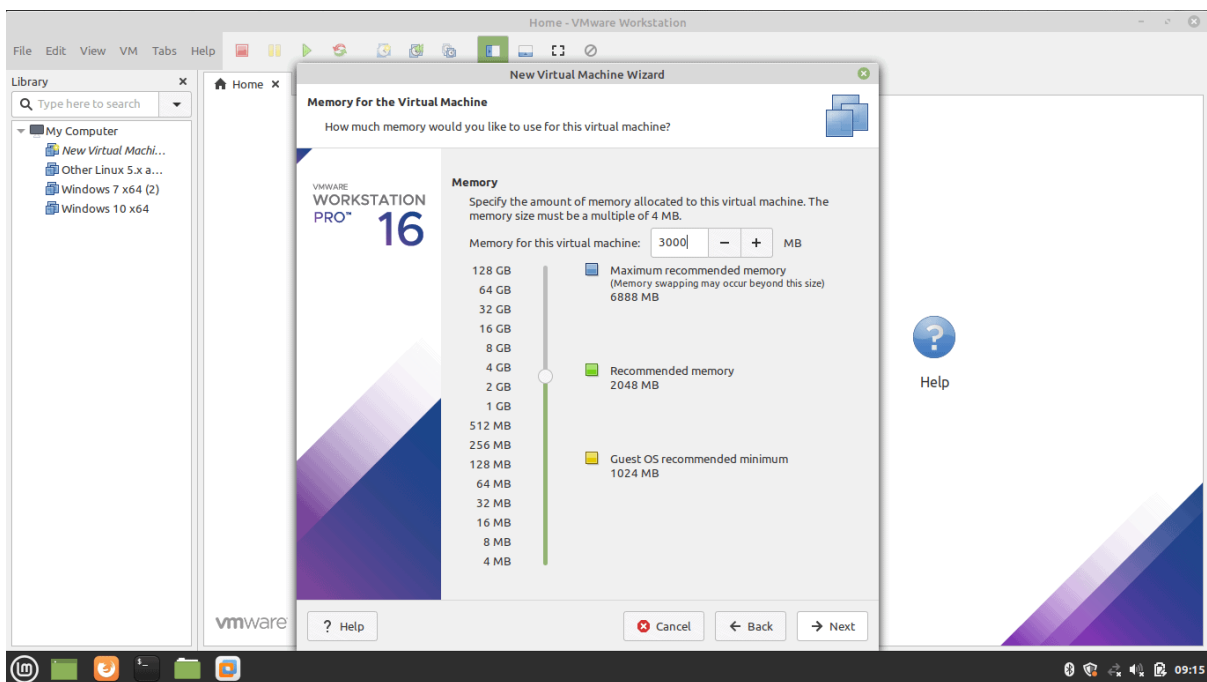 Home - VMware Workstation
File Edit View VM Tabs Help
Library
Type here to search
My Computer
New Virtual Machi...
Other Linux 5.x a...
Windows 7 x64 (2)
Windows 10 x64
Home
New Virtual Machine Wizard
Memory for the Virtual Machine
How much memory would you like to use for this virtual machine?
VMWARE
WORKSTATION
PRO™ 16
Memory
Specify the amount of memory allocated to this virtual machine. The
memory size must be a multiple of 4 MB.
Memory for this virtual machine: 3000 − + MB
128 GB
64 GB
32 GB
16 GB
8 GB
4 GB
2 GB
1 GB
512 MB
256 MB
128 MB
64 MB
32 MB
16 MB
8 MB
4 MB
Maximum recommended memory
(Memory swapping may occur beyond this size)
6888 MB
Recommended memory
2048 MB
Guest OS recommended minimum
1024 MB
? Help
Cancel
Back
Next
Help
vmware
09:15